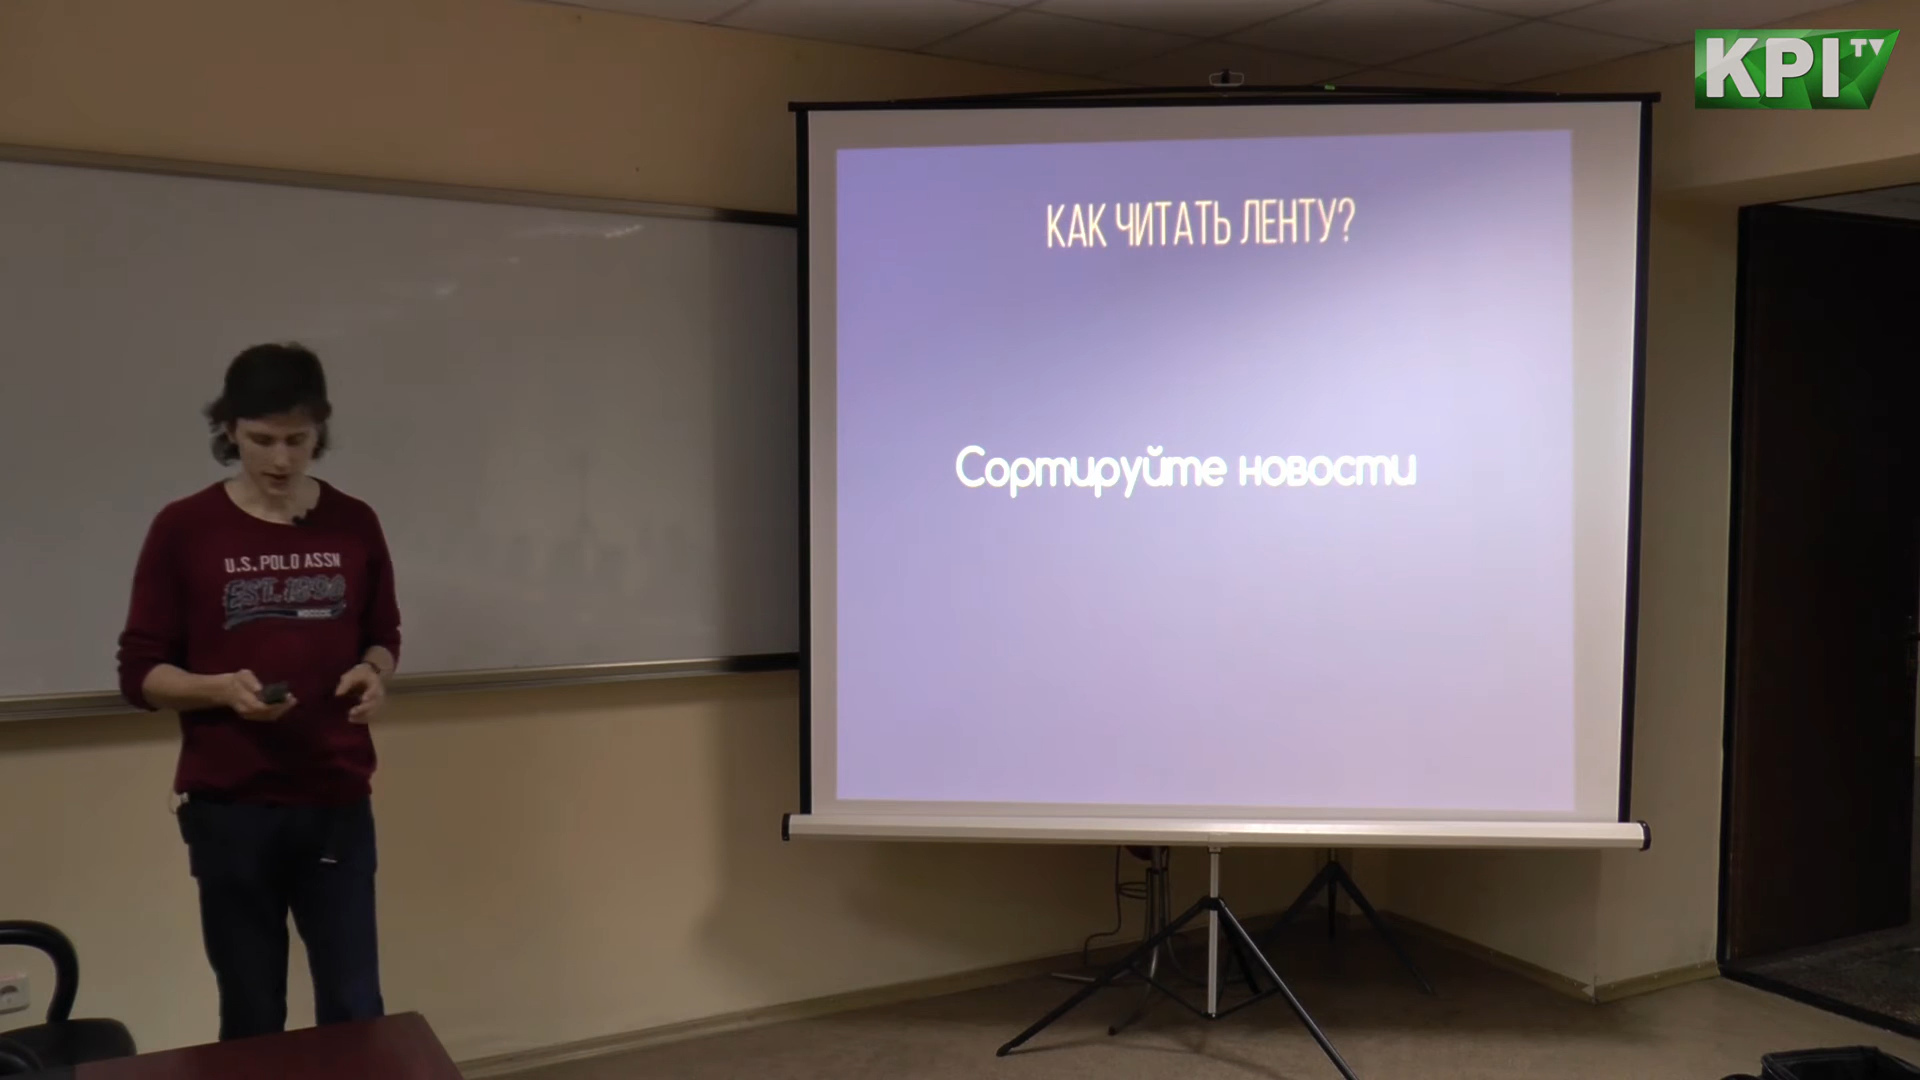 KPI TV
КАК ЧИТАТЬ ЛЕНТУ?
Сортируйте новости
U.S. POLO ASSN
EST. 1890